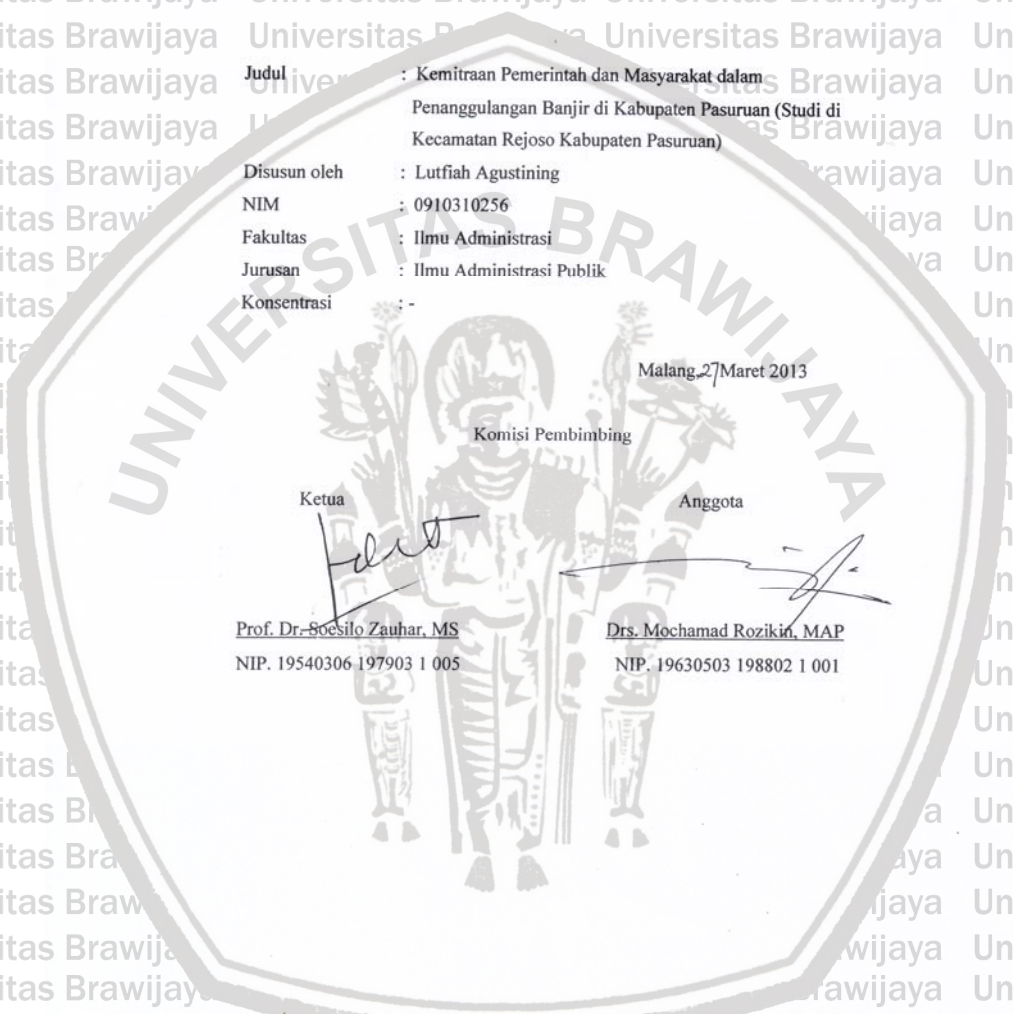 Judul : Kemitraan Pemerintah dan Masyarakat dalam
Penanggulangan Banjir di Kabupaten Pasuruan (Studi di
Kecamatan Rejoso Kabupaten Pasuruan)
Disusun oleh : Lutfiah Agustining
NIM : 0910310256
Fakultas : Ilmu Administrasi
Jurusan : Ilmu Administrasi Publik
Konsentrasi : -
Malang, 27 Maret 2013
Komisi Pembimbing
Ketua Anggota
Prof. Dr. Soesilo Zauhar, MS Drs. Mochamad Rozikin, MAP
NIP. 19540306 197903 1 005 NIP. 19630503 198802 1 001
UNIVERSITAS BRAWIJAYA